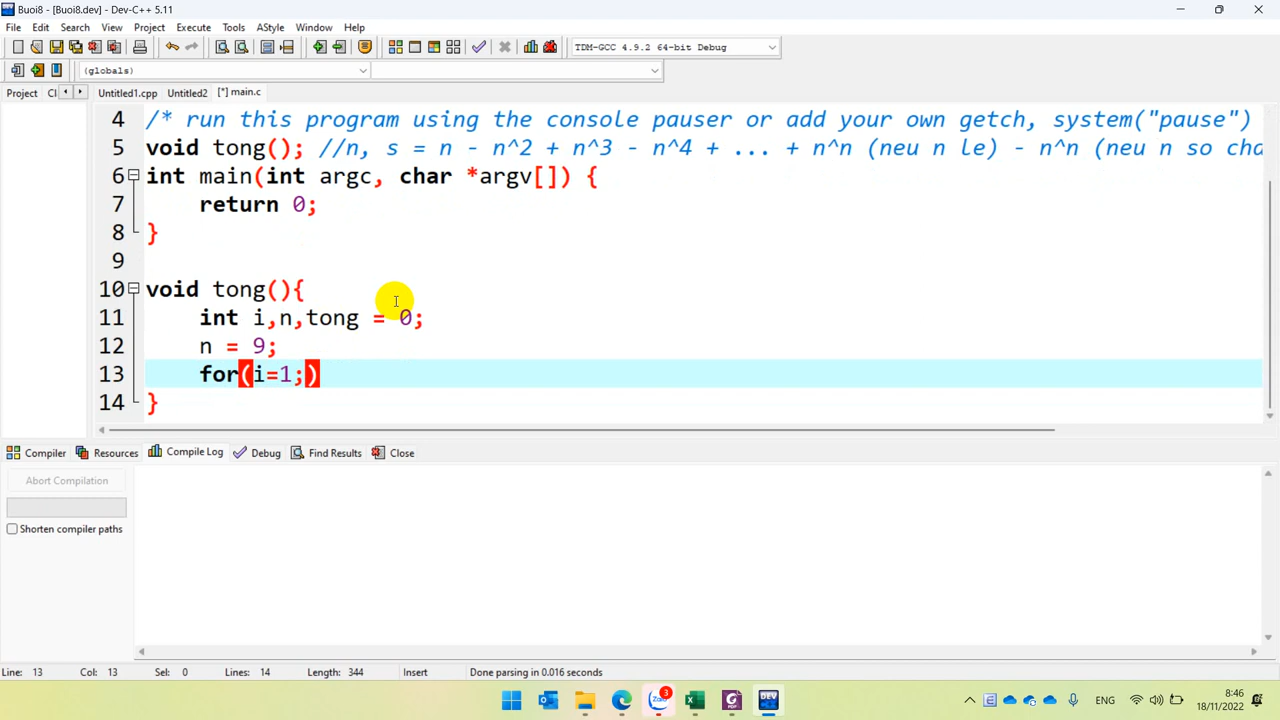 Buoi8 - [Buoi8.dev] - Dev-C++ 5.11
File Edit Search View Project Execute Tools AStyle Window Help
TDM-GCC 4.9.2 64-bit Debug
(globals)
Project Cl Untitled1.cpp Untitled2 [*] main.c
4 /* run this program using the console pauser or add your own getch, system("pause")
5 void tong(); //n, s = n - n^2 + n^3 - n^4 + ... + n^n (neu n le) - n^n (neu n so cha
6 int main(int argc, char *argv[]) {
7 return 0;
8 }
9
10 void tong(){
11 int i,n,tong = 0;
12 n = 9;
13 for(i=1;)
14 }
Compiler Resources Compile Log Debug Find Results Close
Abort Compilation
Shorten compiler paths
Line: 13 Col: 13 Sel: 0 Lines: 14 Length: 344 Insert Done parsing in 0.016 seconds
Zalo 3 PDF DEV
ENG 8:46
18/11/2022